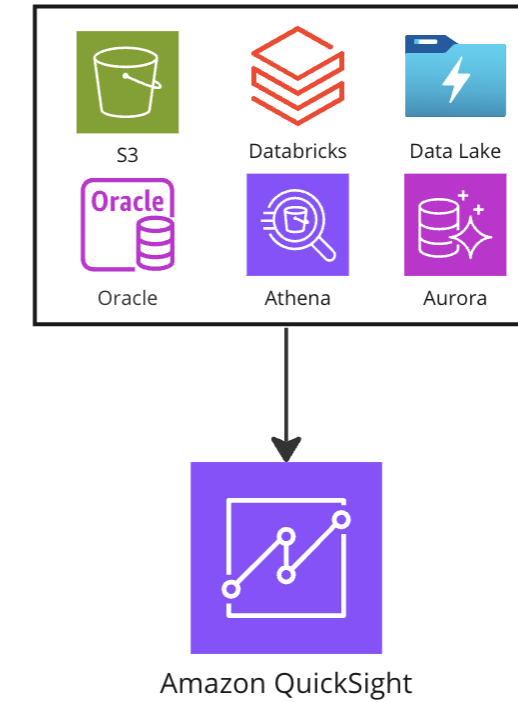 S3
Databricks
Data Lake
Oracle
Oracle
Athena
Aurora
Amazon QuickSight